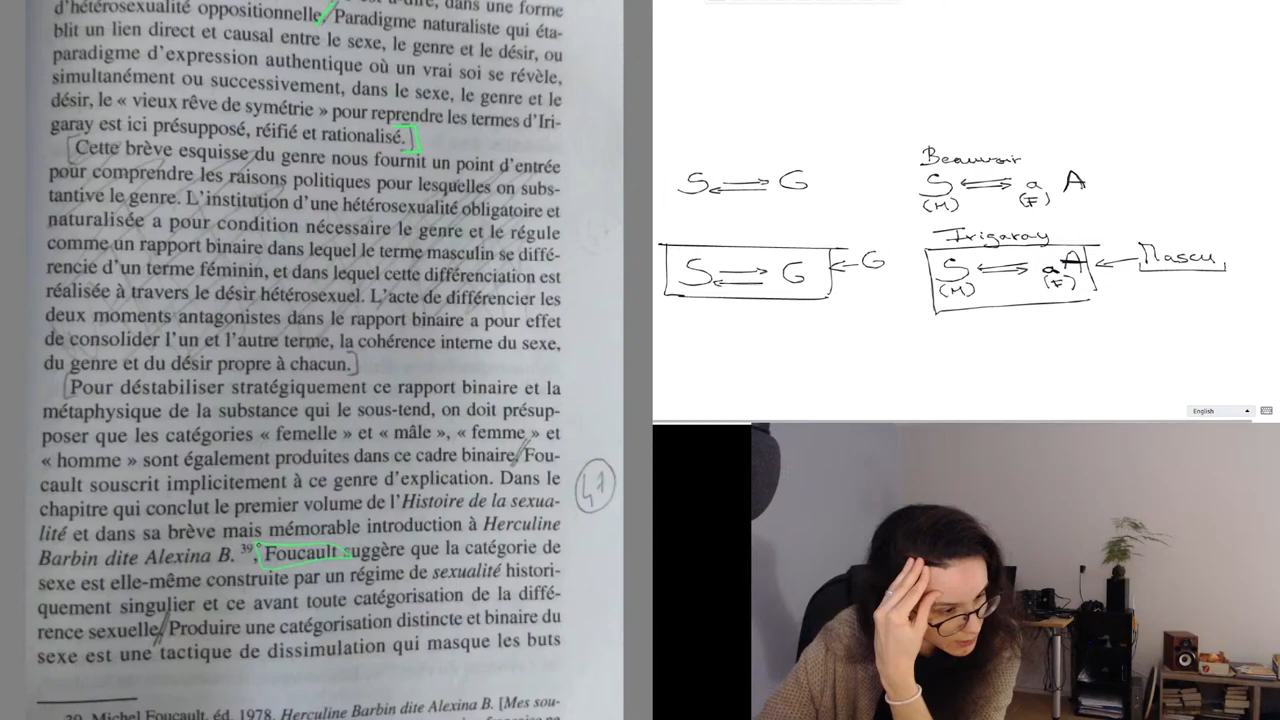 d'hétérosexualité oppositionnelle. Paradigme naturaliste qui éta-
blit un lien direct et causal entre le sexe, le genre et le désir, ou
paradigme d'expression authentique où un vrai soi se révèle,
simultanément ou successivement, dans le sexe, le genre et le
désir, le « vieux rêve de symétrie » pour reprendre les termes d'Iri-
garay est ici présupposé, réifié et rationalisé.]
[Cette brève esquisse du genre nous fournit un point d'entrée
pour comprendre les raisons politiques pour lesquelles on subs-
tantive le genre. L'institution d'une hétérosexualité obligatoire et
naturalisée a pour condition nécessaire le genre et le régule
comme un rapport binaire dans lequel le terme masculin se diffé-
rencie d'un terme féminin, et dans lequel cette différenciation est
réalisée à travers le désir hétérosexuel. L'acte de différencier les
deux moments antagonistes dans le rapport binaire a pour effet
de consolider l'un et l'autre terme, la cohérence interne du sexe,
du genre et du désir propre à chacun.]
[Pour déstabiliser stratégiquement ce rapport binaire et la
métaphysique de la substance qui le sous-tend, on doit présup-
poser que les catégories « femelle » et « mâle », « femme » et
« homme » sont également produites dans ce cadre binaire. Fou-
cault souscrit implicitement à ce genre d'explication. Dans le
chapitre qui conclut le premier volume de l'Histoire de la sexua-
lité et dans sa brève mais mémorable introduction à Herculine
Barbin dite Alexina B. 39, Foucault suggère que la catégorie de
sexe est elle-même construite par un régime de sexualité histori-
quement singulier et ce avant toute catégorisation de la diffé-
rence sexuelle. Produire une catégorisation distincte et binaire du
sexe est une tactique de dissimulation qui masque les buts
39. Michel Foucault, éd. 1978, Herculine Barbin dite Alexina B. [Mes sou-
47
S ⇄ G
Beauvoir
S ⇄ a A
(M) (F)
S ⇄ G ← G
Irigaray
S ⇄ a A ← Mascu
(M) (F)
English